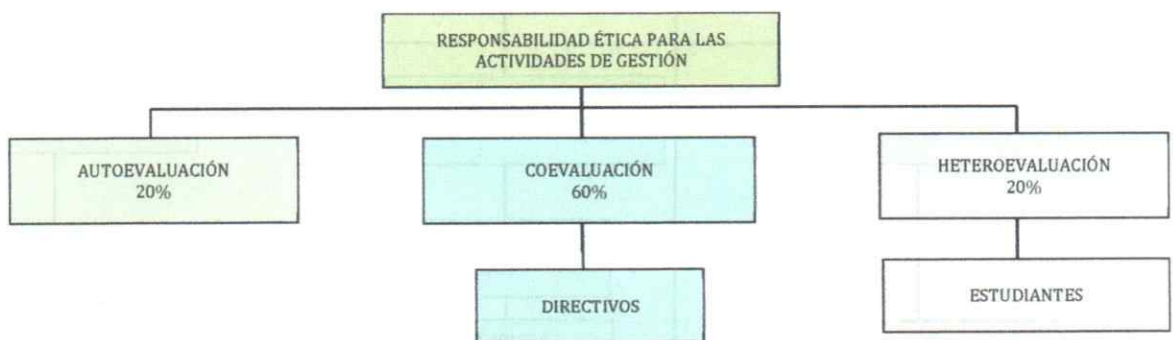 RESPONSABILIDAD ÉTICA PARA LAS
ACTIVIDADES DE GESTIÓN
AUTOEVALUACIÓN
20%
COEVALUACIÓN
60%
HETEROEVALUACIÓN
20%
DIRECTIVOS
ESTUDIANTES